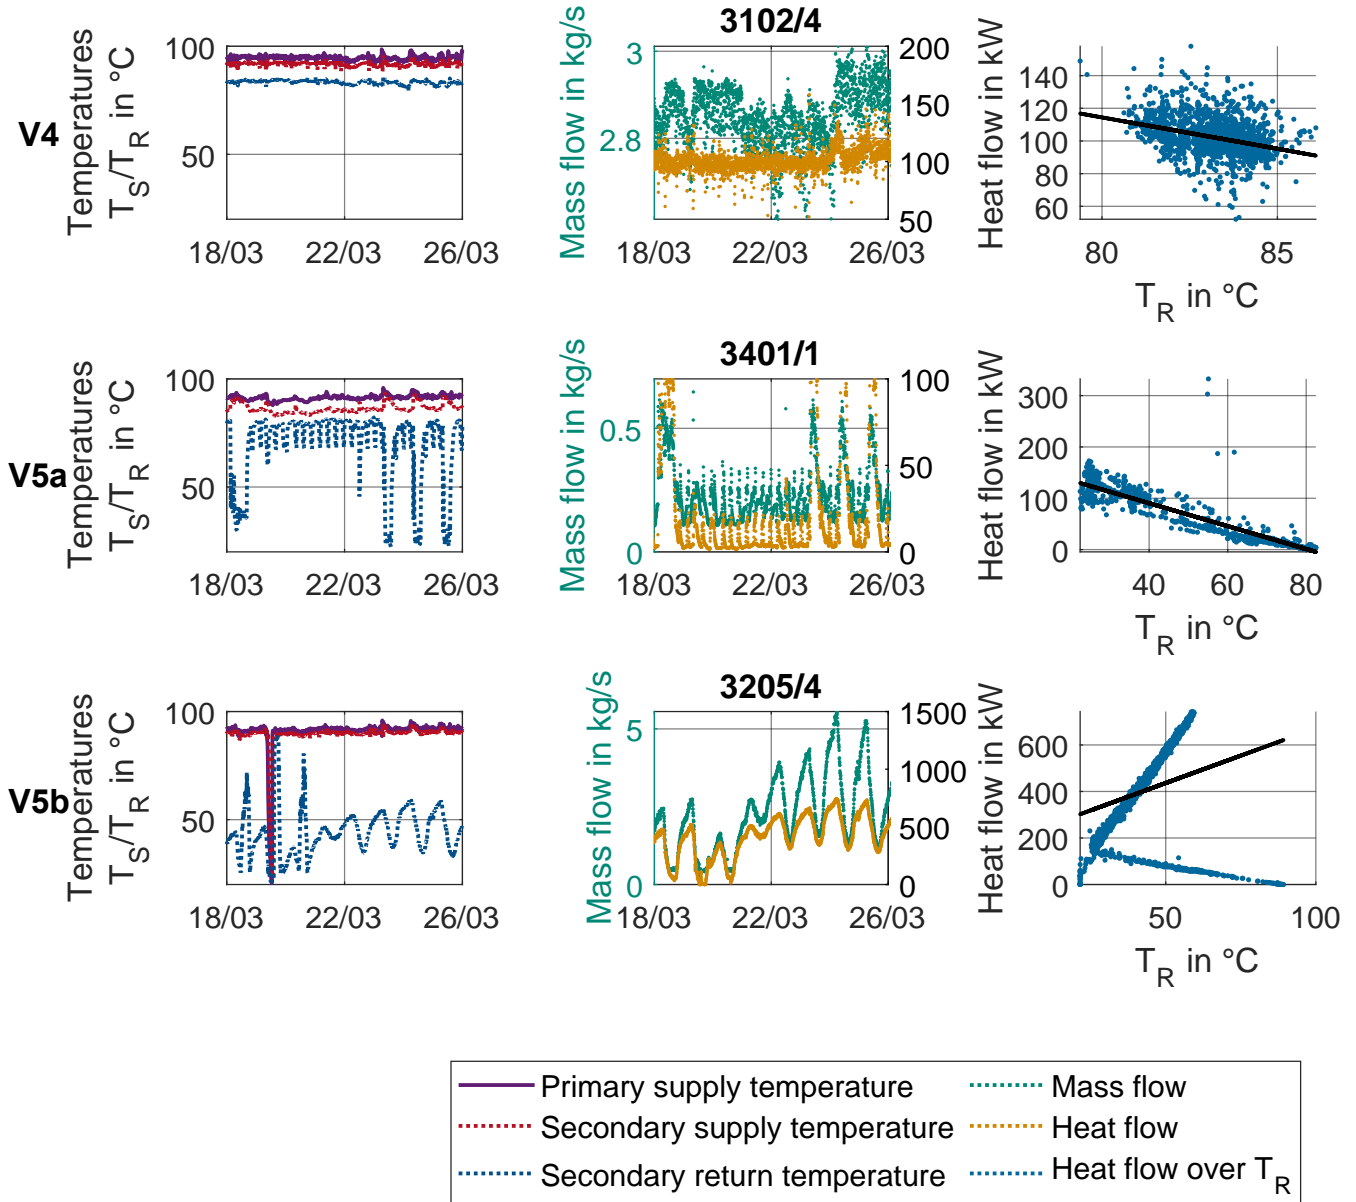 3102/4
V4
Temperatures
T_S/T_R in °C
100
50
18/03 22/03 26/03
Mass flow in kg/s
3
2.8
200
150
100
50
18/03 22/03 26/03
Heat flow in kW
140
120
100
80
60
80 85
T_R in °C
3401/1
V5a
Temperatures
T_S/T_R in °C
100
50
18/03 22/03 26/03
Mass flow in kg/s
0.5
0
100
50
0
18/03 22/03 26/03
Heat flow in kW
300
200
100
0
40 60 80
T_R in °C
3205/4
V5b
Temperatures
T_S/T_R in °C
100
50
18/03 22/03 26/03
Mass flow in kg/s
5
0
1500
1000
500
0
18/03 22/03 26/03
Heat flow in kW
600
400
200
0
50 100
T_R in °C
Primary supply temperature
Secondary supply temperature
Secondary return temperature
Mass flow
Heat flow
Heat flow over T_R